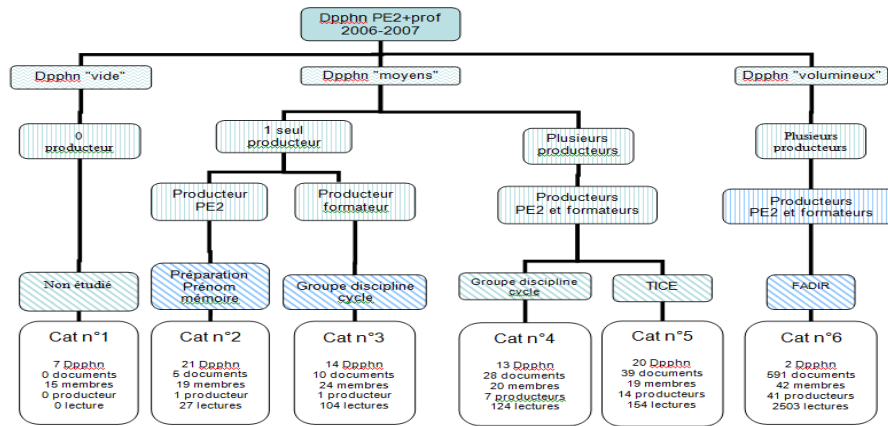 Dpphn PE2+prof
2006-2007
Dpphn "vide"
Dpphn "moyens"
Dpphn "volumineux"
0
producteur
1 seul
producteur
Plusieurs
producteurs
Plusieurs
producteurs
Producteur
PE2
Producteur
formateur
Producteurs
PE2 et formateurs
Producteurs
PE2 et formateurs
Non étudié
Préparation
Prénom
mémoire
Groupe discipline
cycle
Groupe discipline
cycle
TICE
FADIR
Cat n°1
7 Dpphn
0 documents
15 membres
0 producteur
0 lecture
Cat n°2
21 Dpphn
5 documents
19 membres
1 producteur
27 lectures
Cat n°3
14 Dpphn
10 documents
24 membres
1 producteur
104 lectures
Cat n°4
13 Dpphn
28 documents
20 membres
7 producteurs
124 lectures
Cat n°5
20 Dpphn
39 documents
19 membres
14 producteurs
154 lectures
Cat n°6
2 Dpphn
591 documents
42 membres
41 producteurs
2503 lectures